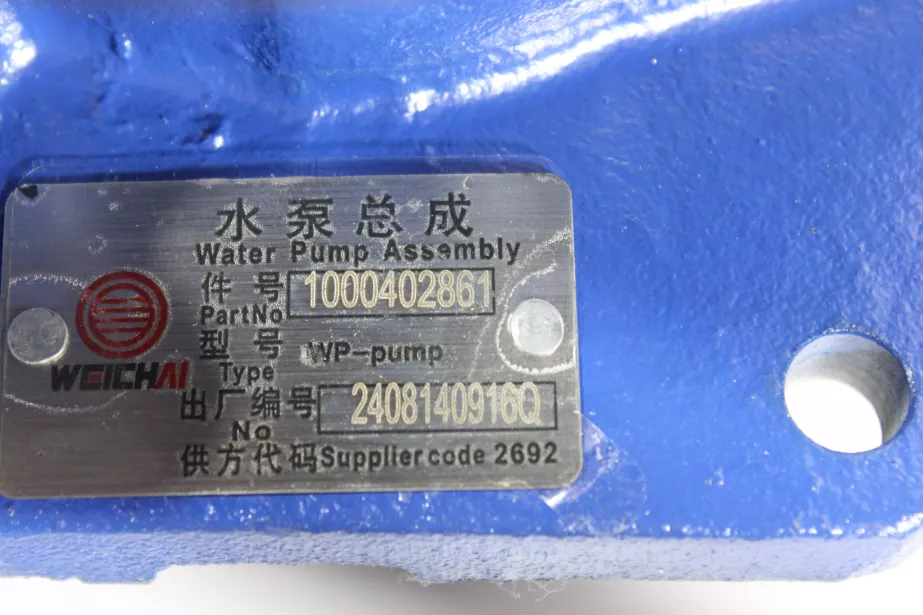 水泵总成
Water Pump Assembly
件号 1000402861
PartNo
型号 WP-pump
Type
WEICHAI
出厂编号 2408140916Q
No
供方代码 Supplier code 2692